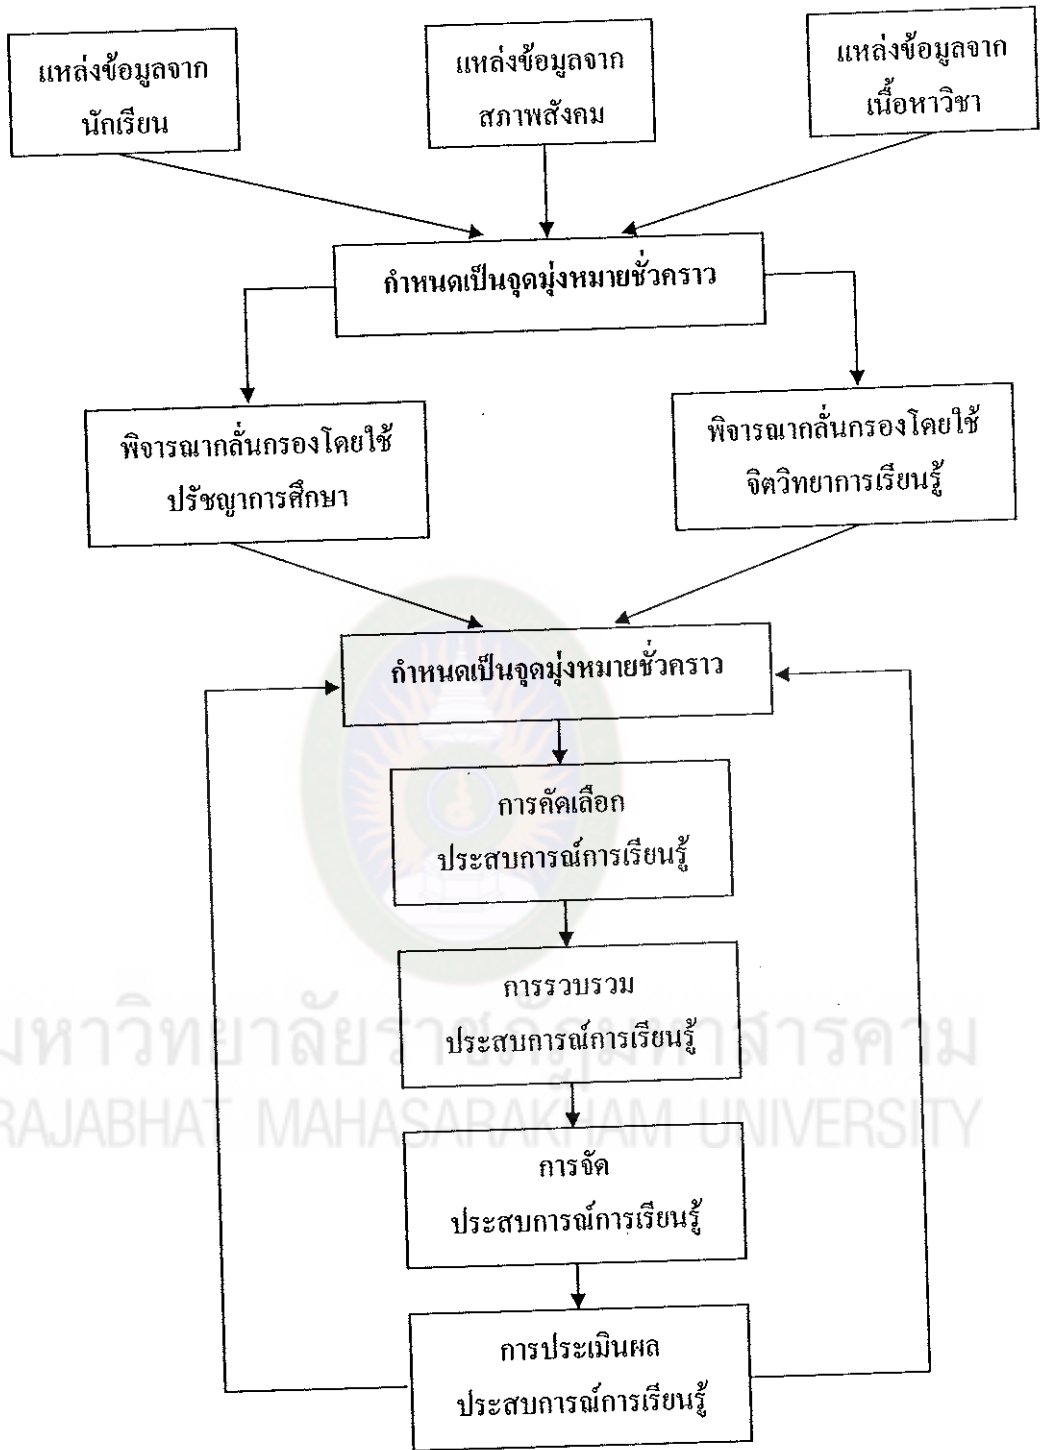 แหล่งข้อมูลจาก
นักเรียน
แหล่งข้อมูลจาก
สภาพสังคม
แหล่งข้อมูลจาก
เนื้อหาวิชา
กำหนดเป็นจุดมุ่งหมายชั่วคราว
พิจารณากลั่นกรองโดยใช้
ปรัชญาการศึกษา
พิจารณากลั่นกรองโดยใช้
จิตวิทยาการเรียนรู้
กำหนดเป็นจุดมุ่งหมายชั่วคราว
การคัดเลือก
ประสบการณ์การเรียนรู้
การรวบรวม
ประสบการณ์การเรียนรู้
มหาวิทยาลัยราชภัฏมหาสารคาม
RAJABHAT MAHASARAKHAM UNIVERSITY
การจัด
ประสบการณ์การเรียนรู้
การประเมินผล
ประสบการณ์การเรียนรู้